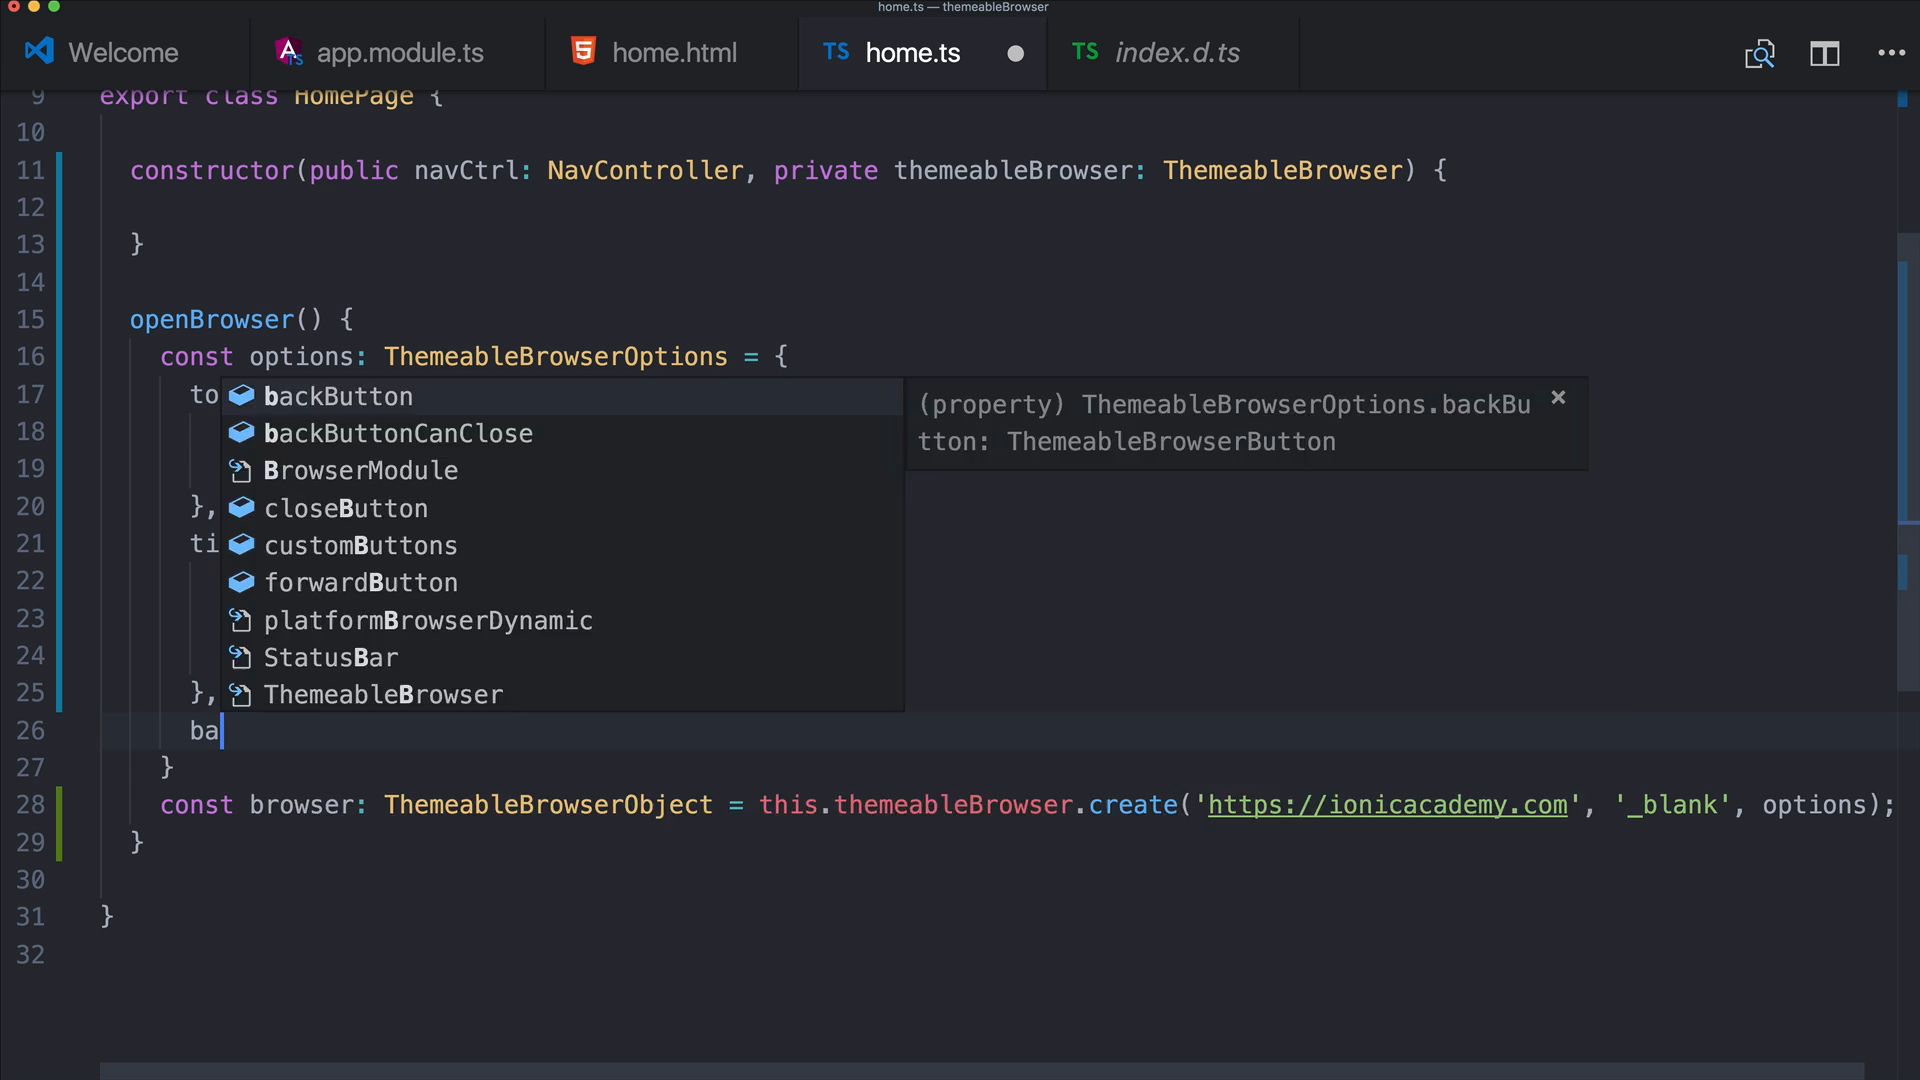 home.ts — themeableBrowser
Welcome
app.module.ts
home.html
TS home.ts
TS index.d.ts
9 export class HomePage {
10
11 constructor(public navCtrl: NavController, private themeableBrowser: ThemeableBrowser) {
12
13 }
14
15 openBrowser() {
16 const options: ThemeableBrowserOptions = {
17 to
18
19
20 },
21 ti
22
23
24
25 },
26 ba
27 }
28 const browser: ThemeableBrowserObject = this.themeableBrowser.create('https://ionicacademy.com', '_blank', options);
29 }
30
31 }
32
backButton
backButtonCanClose
BrowserModule
closeButton
customButtons
forwardButton
platformBrowserDynamic
StatusBar
ThemeableBrowser
(property) ThemeableBrowserOptions.backBu
tton: ThemeableBrowserButton